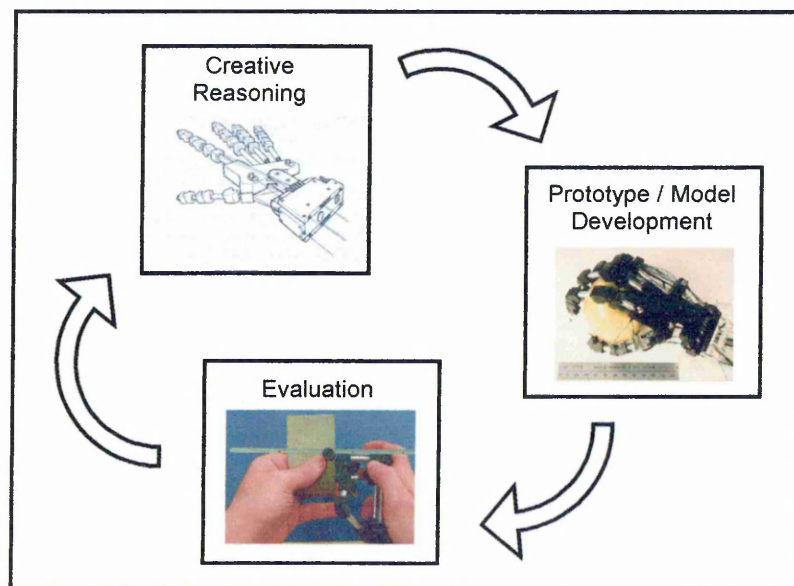 Creative
Reasoning
Prototype / Model
Development
Evaluation